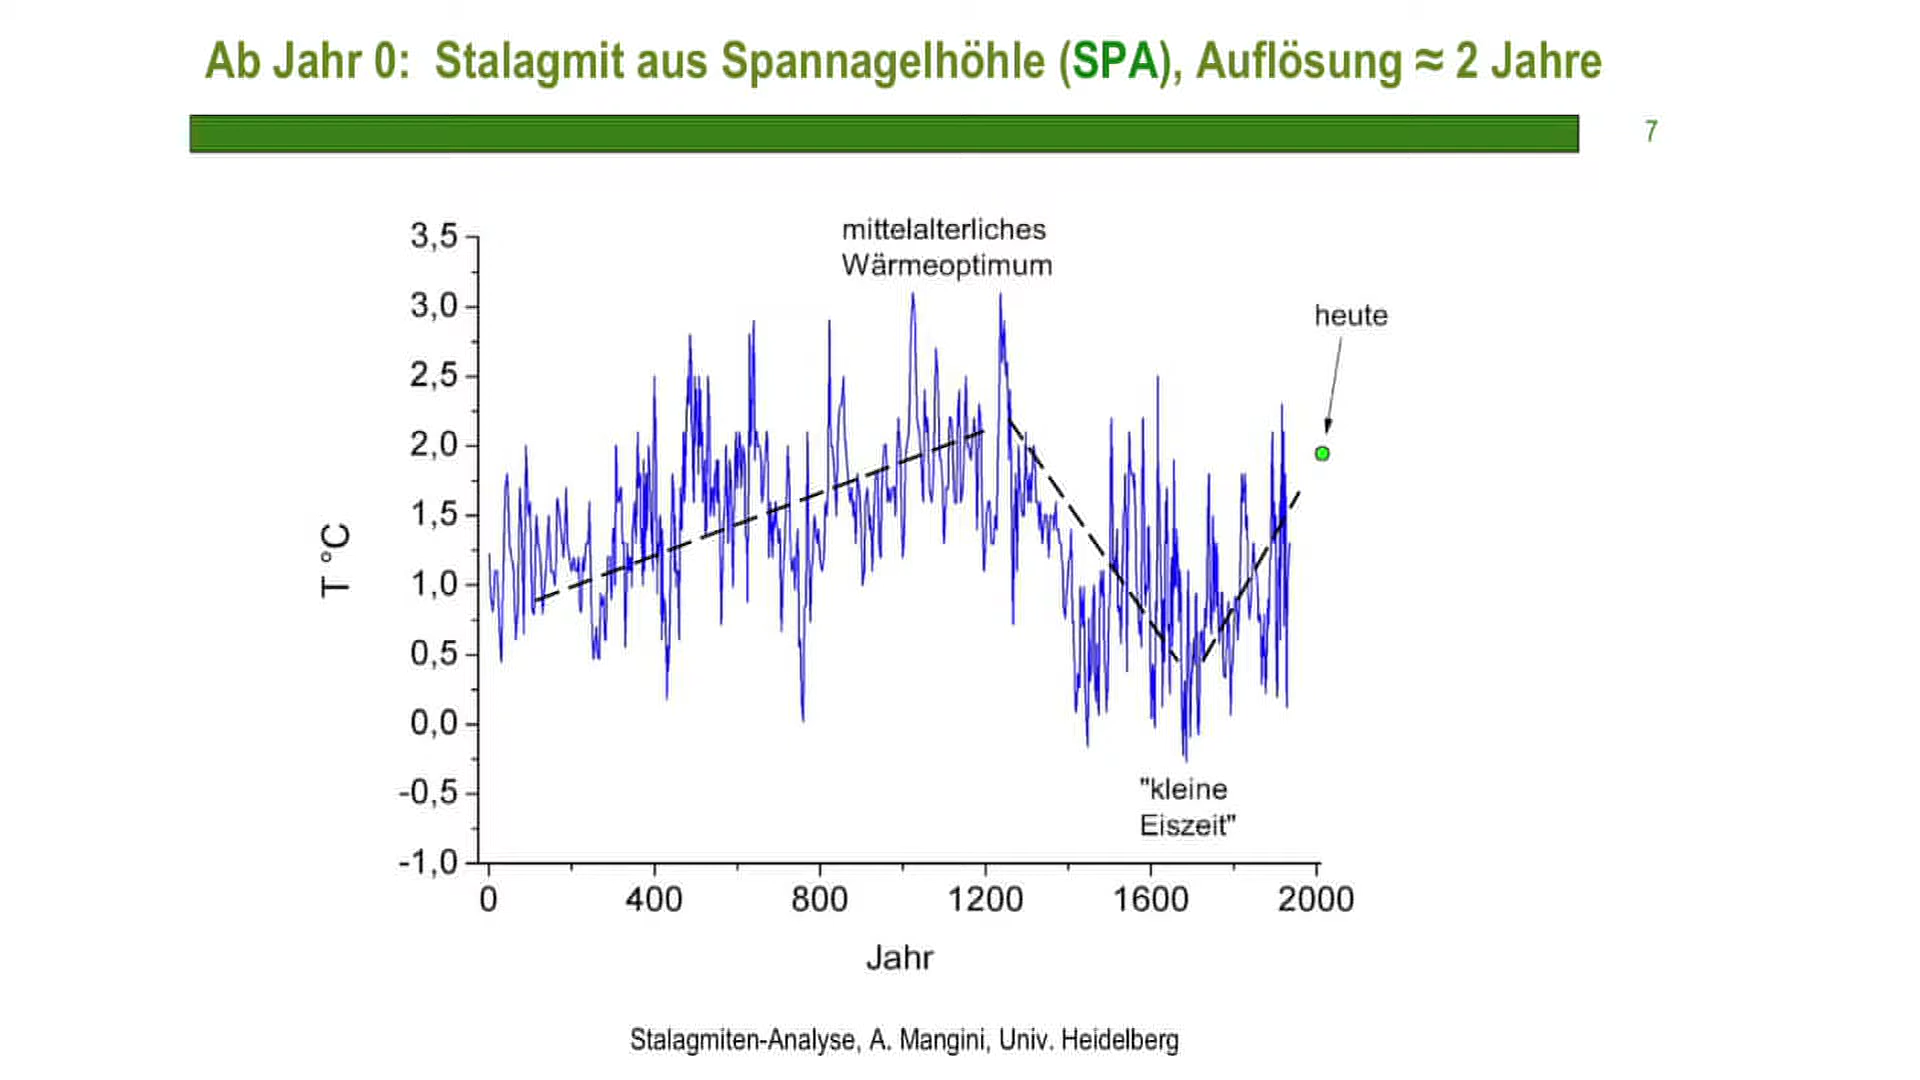 Ab Jahr 0: Stalagmit aus Spannagelhöhle (SPA), Auflösung ≈ 2 Jahre
7
mittelalterliches
Wärmeoptimum
heute
3,5
3,0
2,5
2,0
1,5
1,0
0,5
0,0
-0,5
-1,0
T °C
"kleine
Eiszeit"
0 400 800 1200 1600 2000
Jahr
Stalagmiten-Analyse, A. Mangini, Univ. Heidelberg